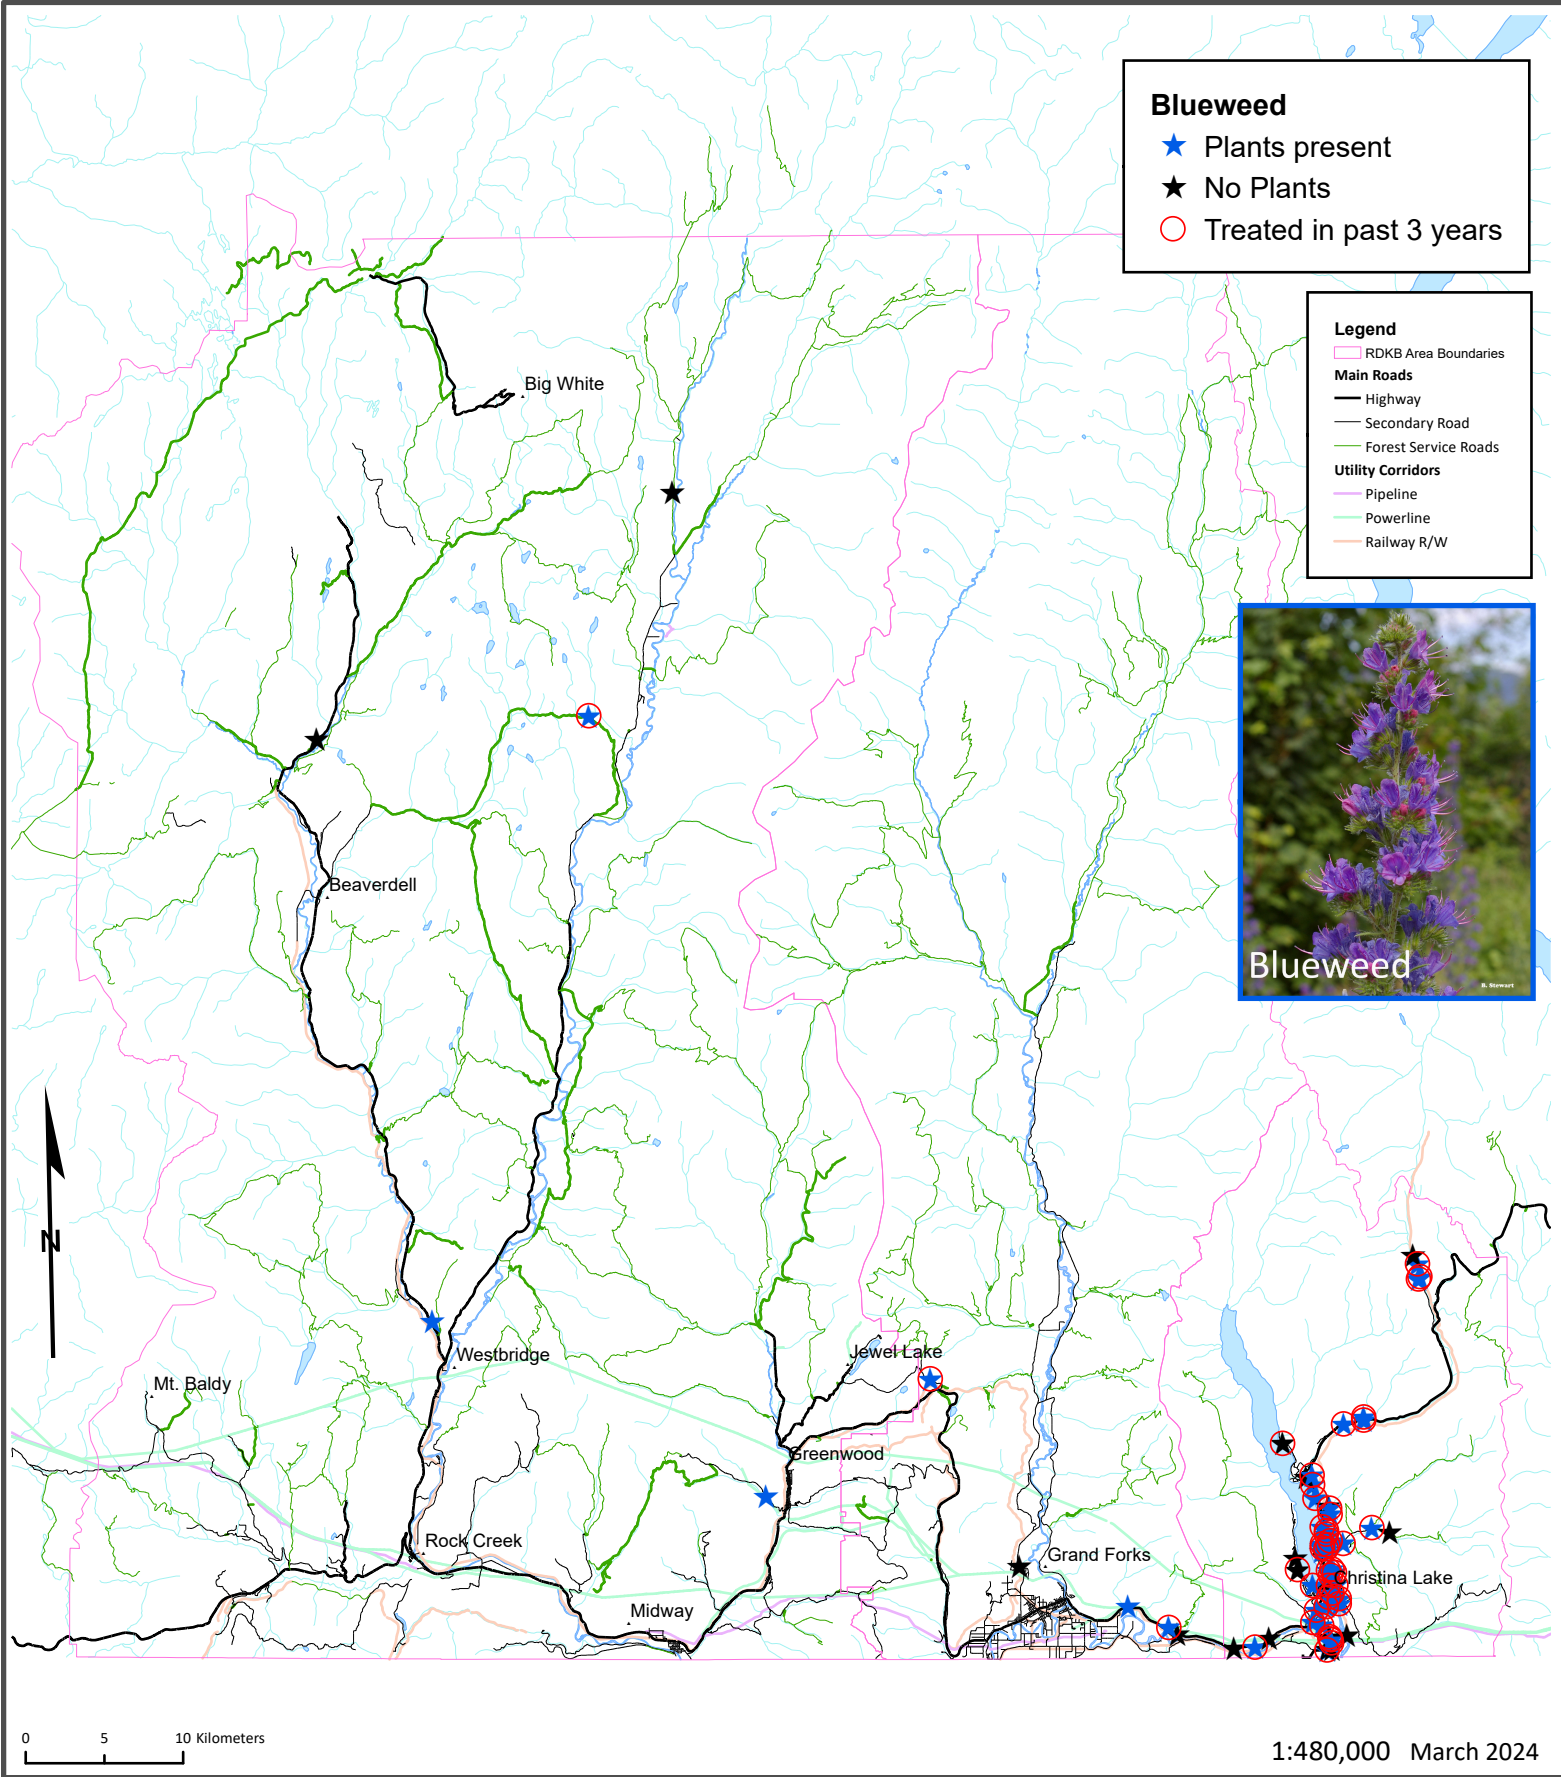 Blueweed
Plants present
No Plants
Treated in past 3 years
Legend
RDKB Area Boundaries
Main Roads
Highway
Secondary Road
Forest Service Roads
Utility Corridors
Pipeline
Powerline
Railway R/W
Big White
Beaverdell
Blueweed
B. Stewart
N
Westbridge
Jewel Lake
Mt. Baldy
Greenwood
Rock Creek
Grand Forks
Christina Lake
Midway
0 5 10 Kilometers
1:480,000 March 2024